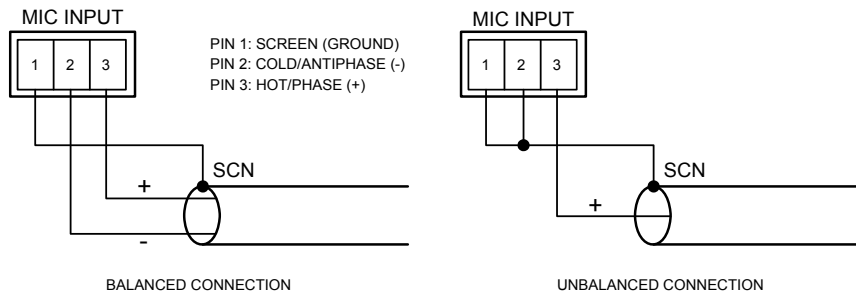 MIC INPUT
1 2 3
PIN 1: SCREEN (GROUND)
PIN 2: COLD/ANTIPHASE (-)
PIN 3: HOT/PHASE (+)
SCN
+
-
BALANCED CONNECTION
MIC INPUT
1 2 3
SCN
+
UNBALANCED CONNECTION